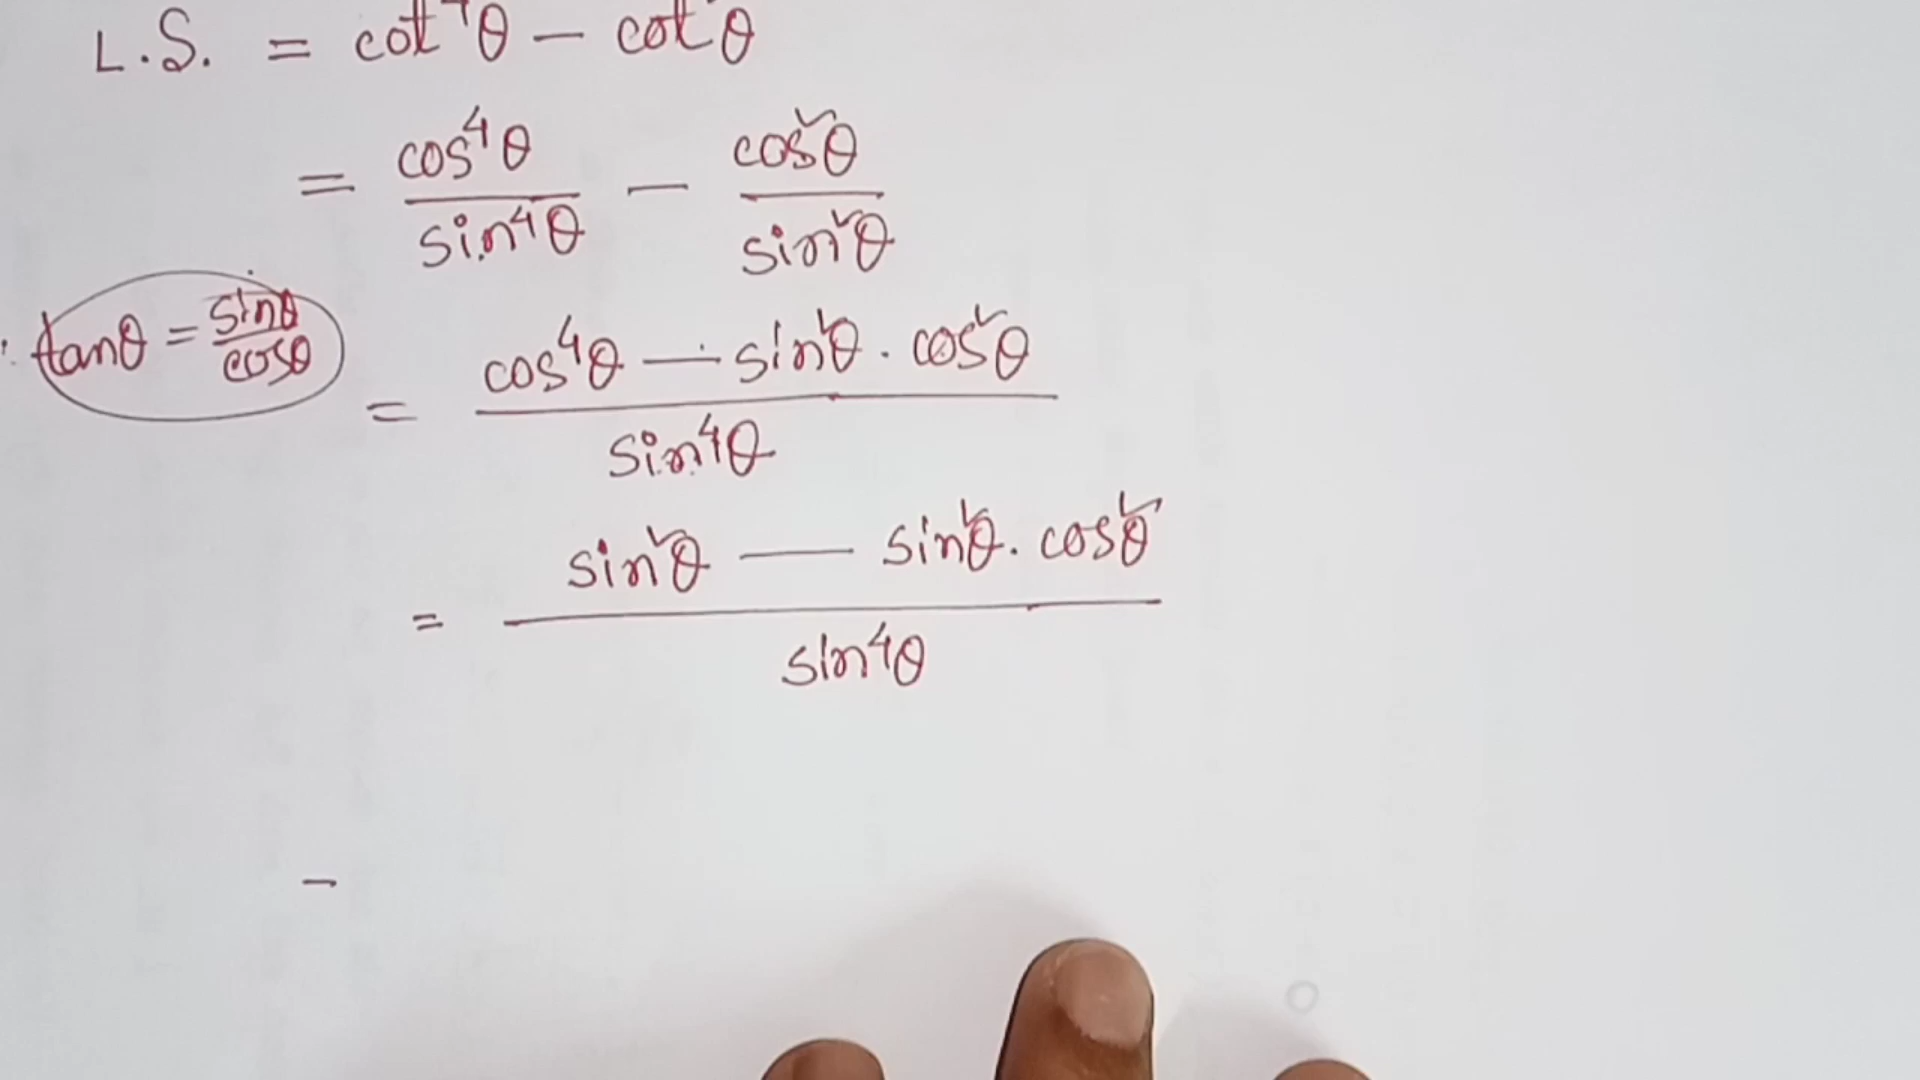 L.S. = cot⁴θ − cot²θ
= cos⁴θ/sin⁴θ − cos²θ/sin²θ
∵ tanθ = sinθ/cosθ
= (cos⁴θ − sin²θ · cos²θ)/sin⁴θ
= (sin²θ − sin²θ · cos²θ)/sin⁴θ
−